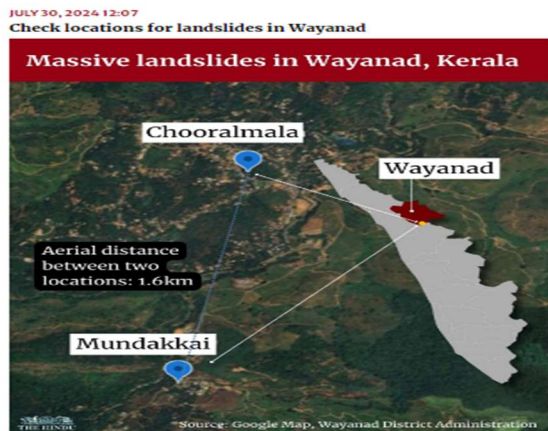 JULY 30, 2024 12:07
Check locations for landslides in Wayanad
Massive landslides in Wayanad, Kerala
Chooralmala
Wayanad
Aerial distance
between two
locations: 1.6km
Mundakkai
THE HINDU
Source: Google Map, Wayanad District Administration